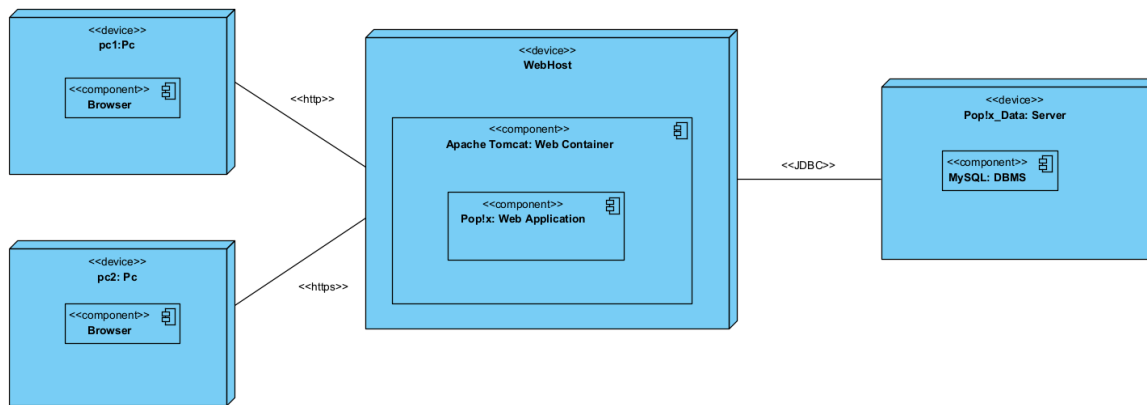 <<device>>
pc1:Pc
<<component>>
Browser
<<http>>
<<device>>
WebHost
<<component>>
Apache Tomcat: Web Container
<<component>>
Pop!x: Web Application
<<JDBC>>
<<device>>
Pop!x_Data: Server
<<component>>
MySQL: DBMS
<<device>>
pc2: Pc
<<component>>
Browser
<<https>>